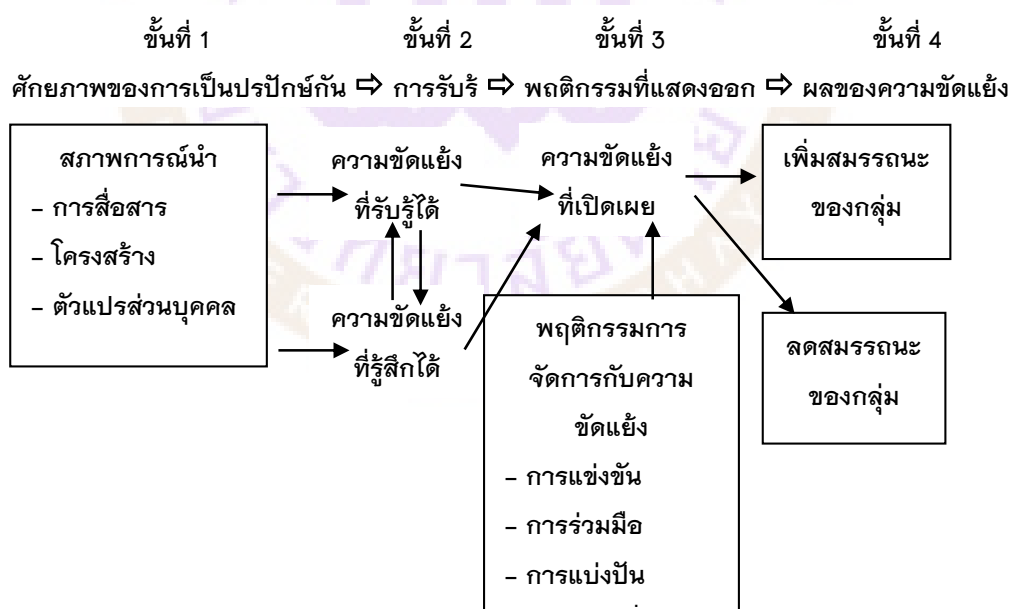 ขั้นที่ 1 ขั้นที่ 2 ขั้นที่ 3 ขั้นที่ 4
ศักยภาพของการเป็นปรปักษ์กัน ⇨ การรับรู้ ⇨ พฤติกรรมที่แสดงออก ⇨ ผลของความขัดแย้ง
สภาพการณ์นำ
- การสื่อสาร
- โครงสร้าง
- ตัวแปรส่วนบุคคล
ความขัดแย้ง
ที่รับรู้ได้
ความขัดแย้ง
ที่รู้สึกได้
ความขัดแย้ง
ที่เปิดเผย
พฤติกรรมการ
จัดการกับความ
ขัดแย้ง
- การแข่งขัน
- การร่วมมือ
- การแบ่งปัน
เพิ่มสมรรถนะ
ของกลุ่ม
ลดสมรรถนะ
ของกลุ่ม